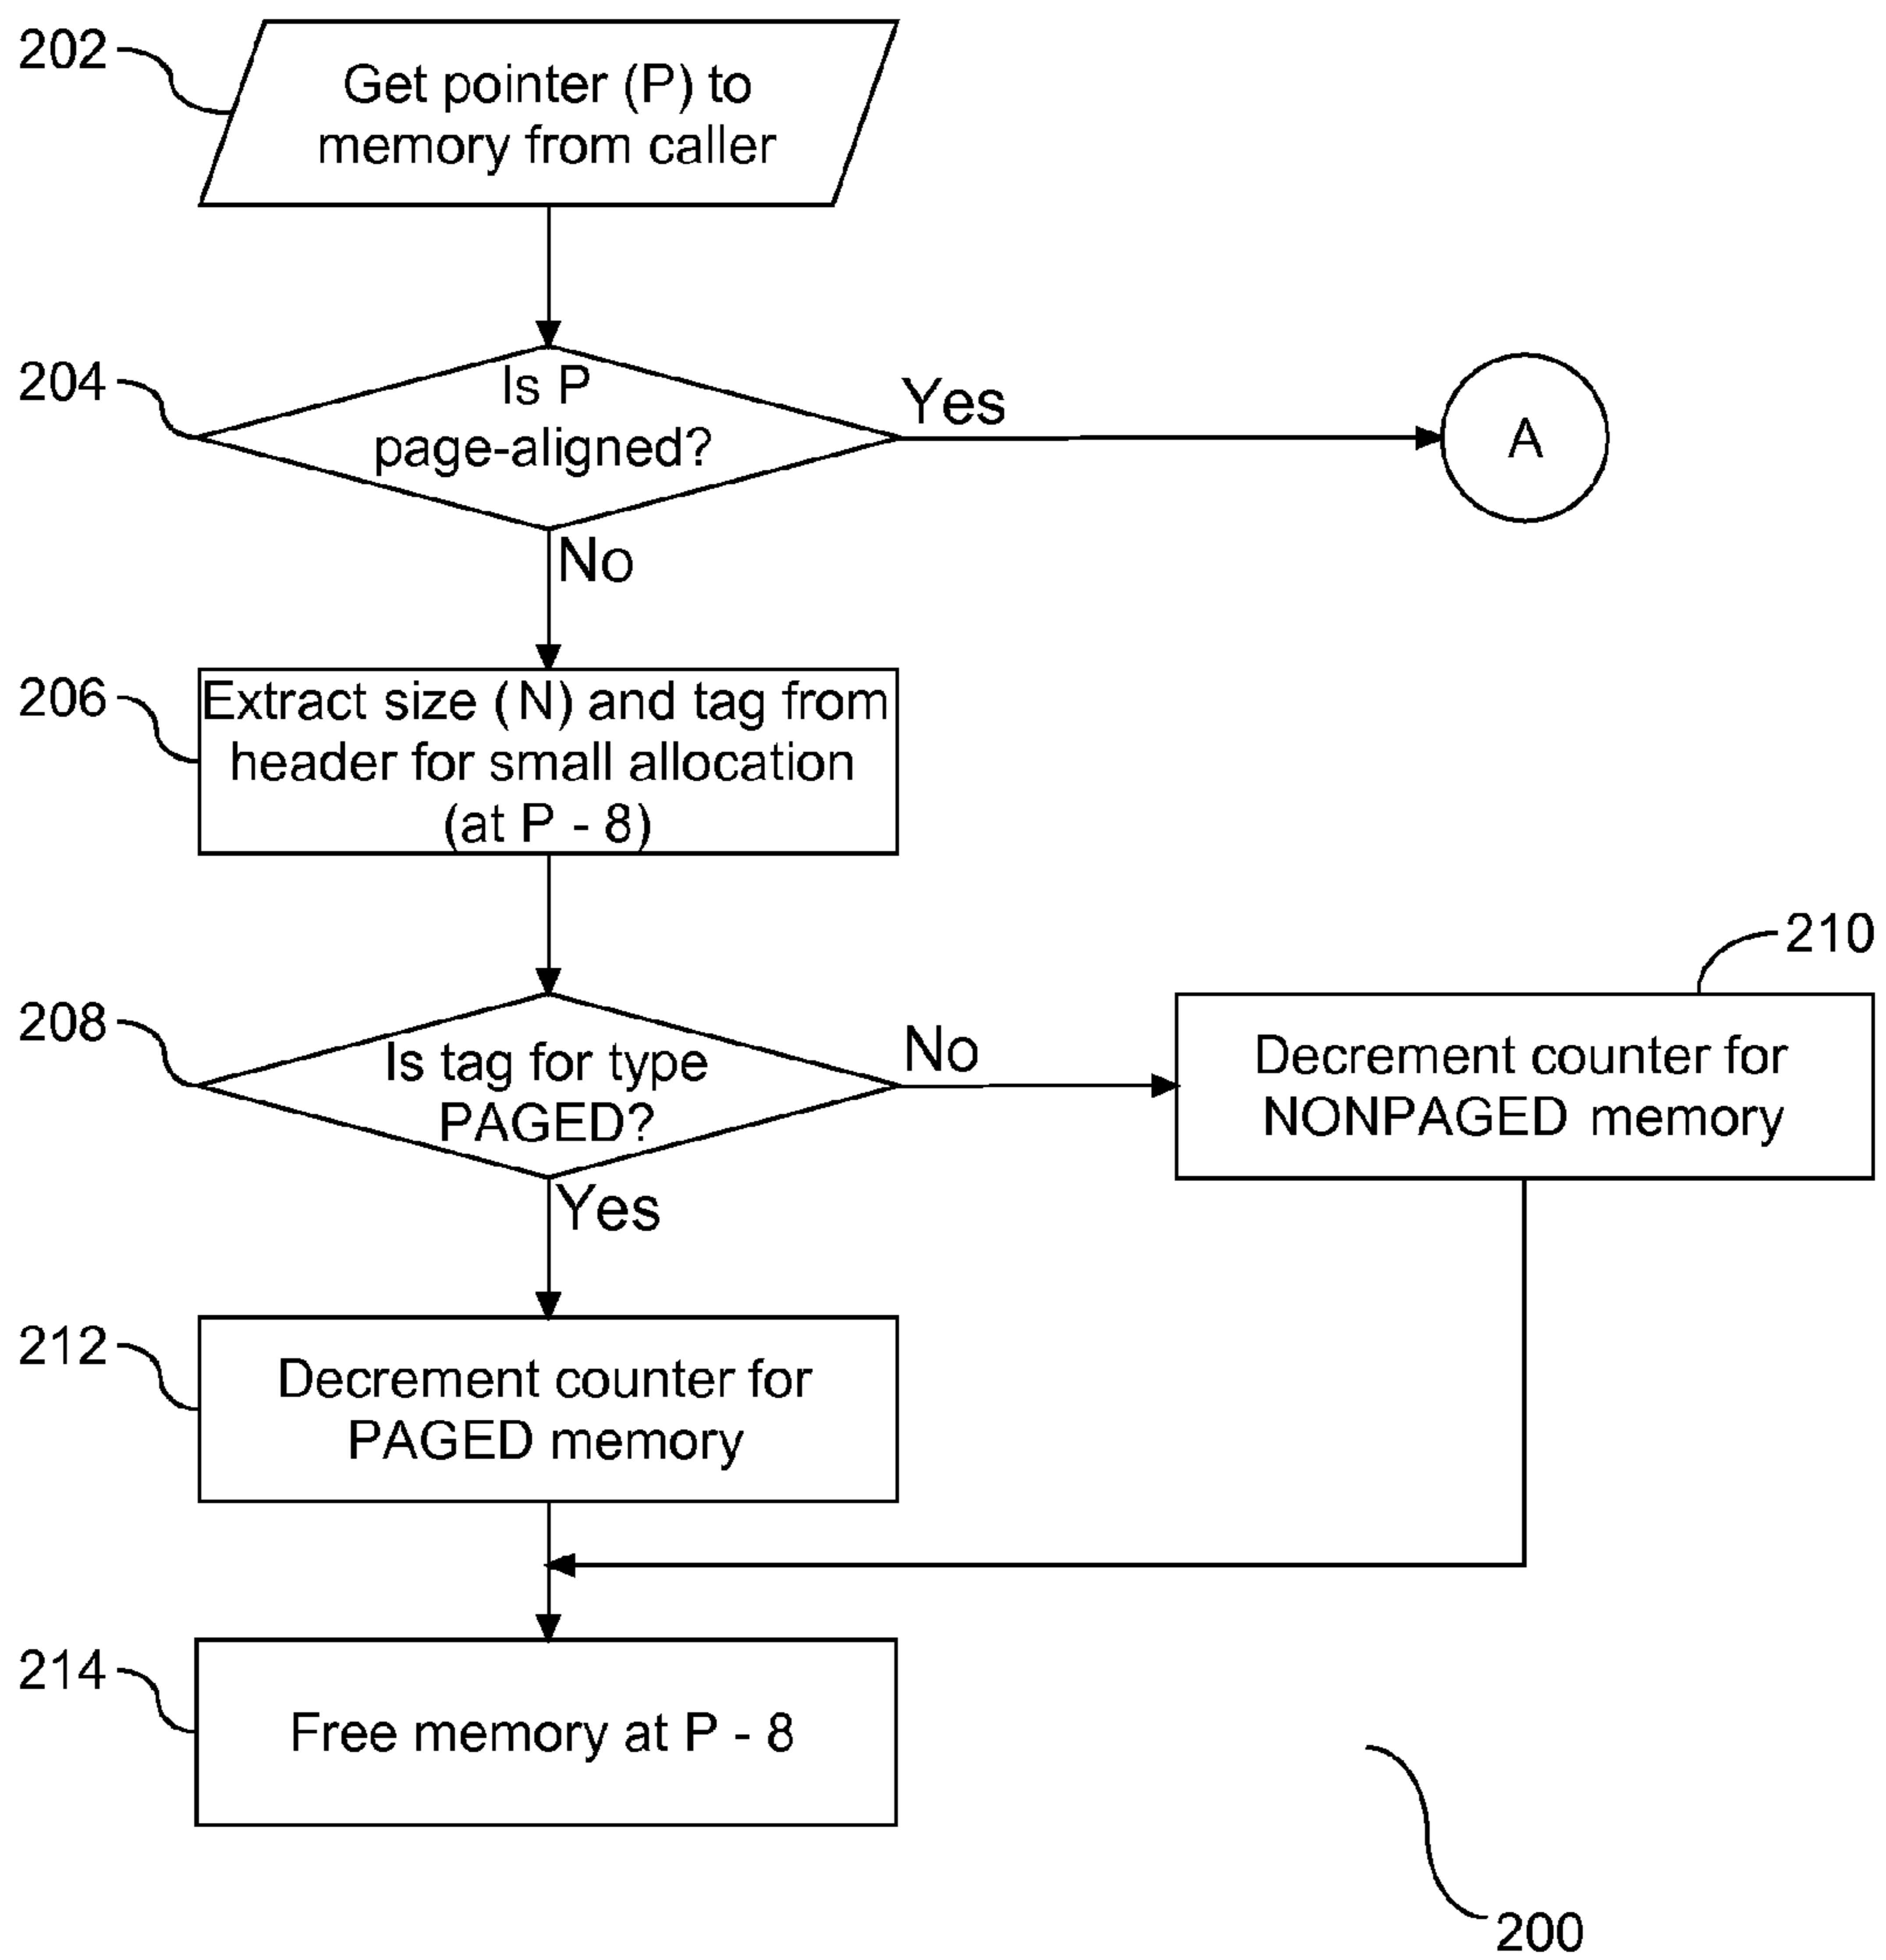 202
Get pointer (P) to
memory from caller
204
Is P
page-aligned?
Yes
A
No
206
Extract size (N) and tag from
header for small allocation
(at P - 8)
208
Is tag for type
PAGED?
No
210
Decrement counter for
NONPAGED memory
Yes
212
Decrement counter for
PAGED memory
214
Free memory at P - 8
200